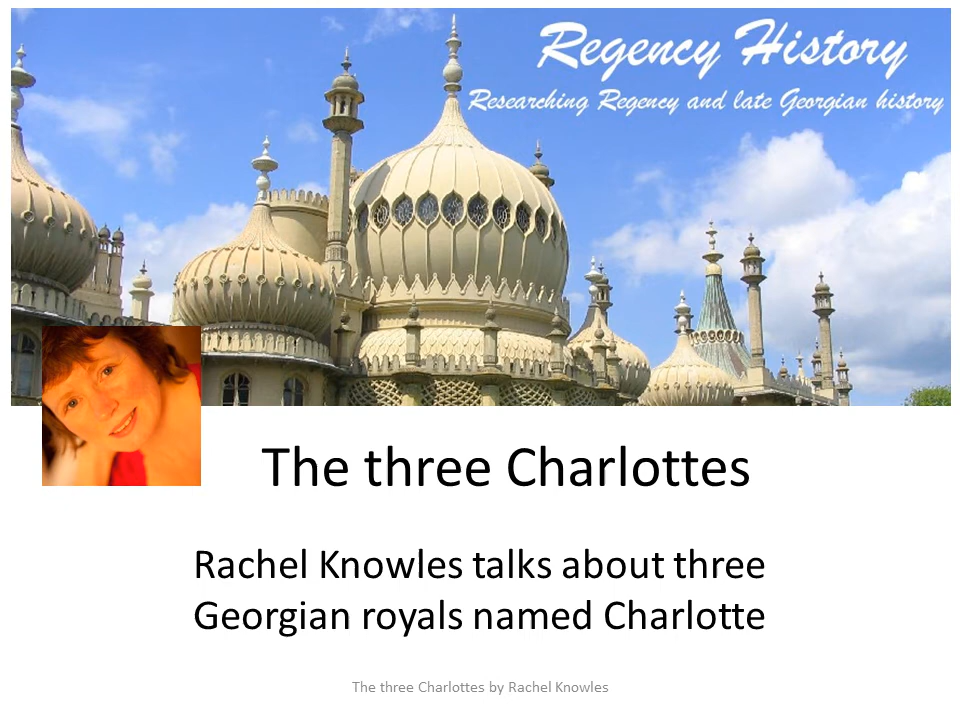 Regency History
Researching Regency and late Georgian history
The three Charlottes
Rachel Knowles talks about three
Georgian royals named Charlotte
The three Charlottes by Rachel Knowles